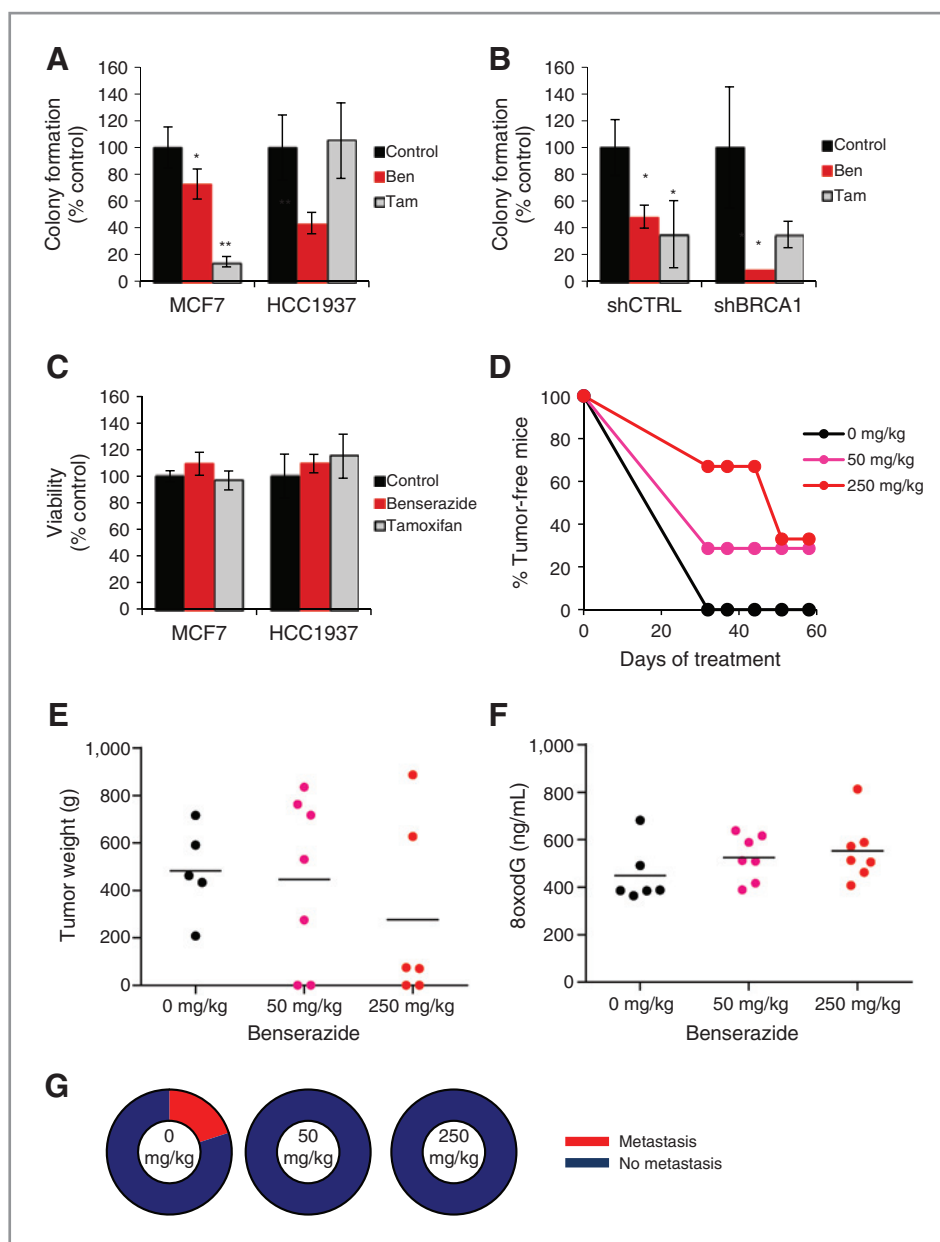 A
160
140
120
100
80
60
40
20
0
Colony formation
(% control)
*
**
**
MCF7
HCC1937
Control
Ben
Tam
B
160
140
120
100
80
60
40
20
0
Colony formation
(% control)
*
*
*
shCTRL
shBRCA1
Control
Ben
Tam
C
160
140
120
100
80
60
40
20
0
Viability
(% control)
MCF7
HCC1937
Control
Benserazide
Tamoxifan
D
100
80
60
40
20
0
% Tumor-free mice
0
20
40
60
Days of treatment
0 mg/kg
50 mg/kg
250 mg/kg
E
1,000
800
600
400
200
0
Tumor weight (g)
0 mg/kg
50 mg/kg
250 mg/kg
Benserazide
F
1,000
800
600
400
200
0
8oxodG (ng/mL)
0 mg/kg
50 mg/kg
250 mg/kg
Benserazide
G
0
mg/kg
50
mg/kg
250
mg/kg
Metastasis
No metastasis